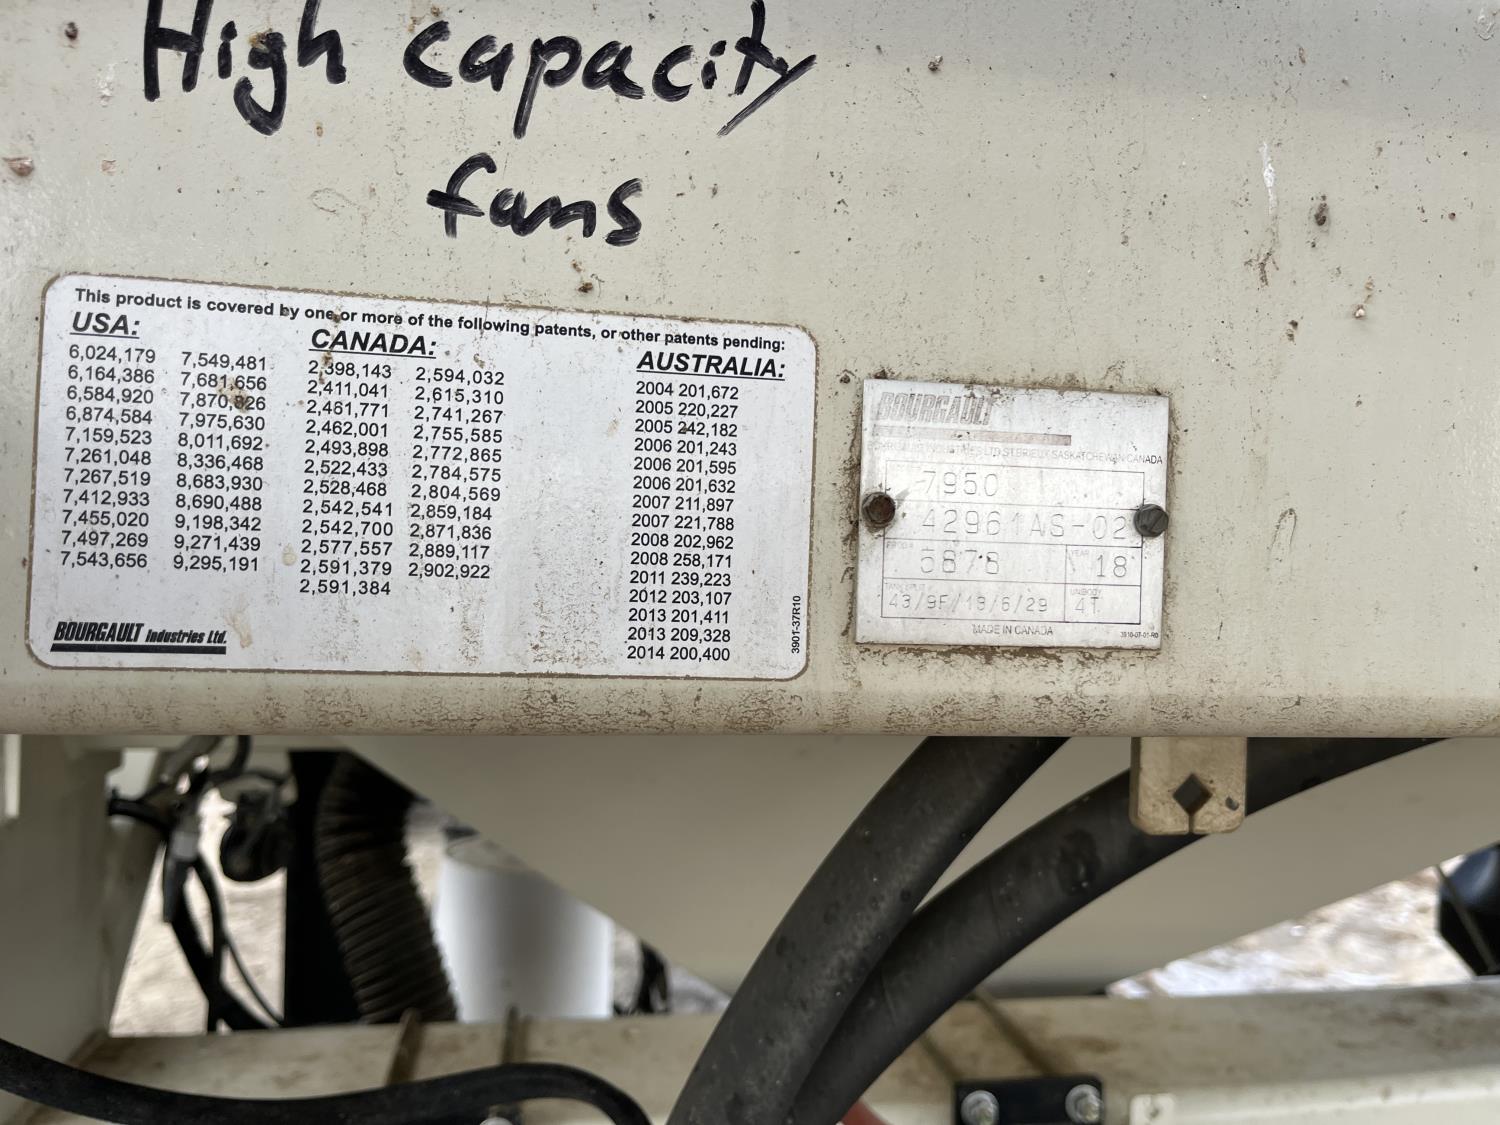 High capacity
fans
This product is covered by one or more of the following patents, or other patents pending:
USA:
6,024,179 7,549,481
6,164,386 7,681,656
6,584,920 7,870,826
6,874,584 7,975,630
7,159,523 8,011,692
7,261,048 8,336,468
7,267,519 8,683,930
7,412,933 8,690,488
7,455,020 9,198,342
7,497,269 9,271,439
7,543,656 9,295,191
CANADA:
2,398,143 2,594,032
2,411,041 2,615,310
2,461,771 2,741,267
2,462,001 2,755,585
2,493,898 2,772,865
2,522,433 2,784,575
2,528,468 2,804,569
2,542,541 2,859,184
2,542,700 2,871,836
2,577,557 2,889,117
2,591,379 2,902,922
2,591,384
AUSTRALIA:
2004 201,672
2005 220,227
2005 242,182
2006 201,243
2006 201,595
2006 201,632
2007 211,897
2007 221,788
2008 202,962
2008 258,171
2011 239,223
2012 203,107
2013 201,411
2013 209,328
2014 200,400
BOURGAULT Industries Ltd.
3901-37R10
BOURGAULT
INDUSTRIES LTD. ST.BRIEUX SASKATCHEWAN CANADA
7950
42961AS-02
5878 YEAR 18
43/9F/13/6/29 4T
MADE IN CANADA